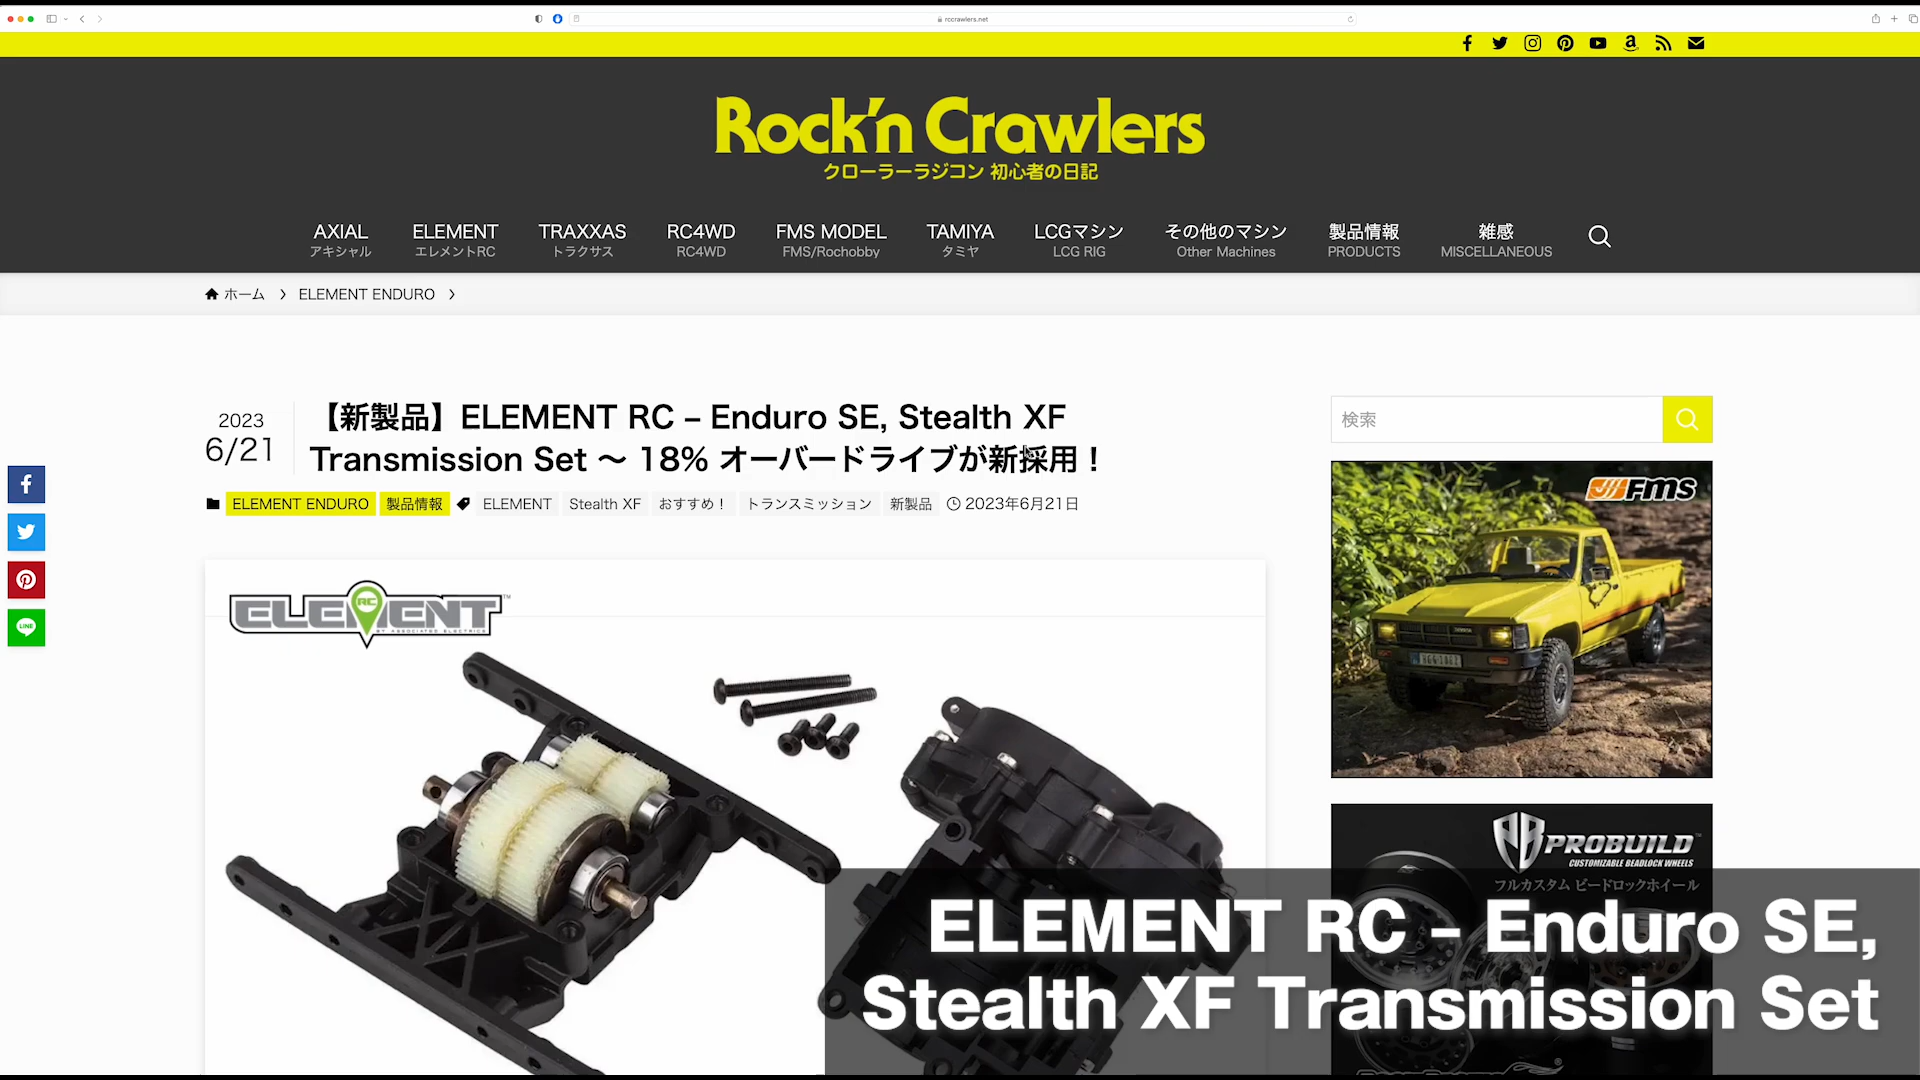 rccrawlers.net
Rock'n Crawlers
クローラーラジコン 初心者の日記
AXIAL
アキシャル
ELEMENT
エレメントRC
TRAXXAS
トラクサス
RC4WD
RC4WD
FMS MODEL
FMS/Rochobby
TAMIYA
タミヤ
LCGマシン
LCG RIG
その他のマシン
Other Machines
製品情報
PRODUCTS
雑感
MISCELLANEOUS
ホーム
ELEMENT ENDURO
2023
6/21
【新製品】ELEMENT RC – Enduro SE, Stealth XF
Transmission Set 〜 18% オーバードライブが新採用！
ELEMENT ENDURO 製品情報 ELEMENT Stealth XF おすすめ！ トランスミッション 新製品 2023年6月21日
検索
LINE
ELEMENT
RC
BY ASSOCIATED ELECTRICS
FMS
PROBUILD
CUSTOMIZABLE BEADLOCK WHEELS
フルカスタム ビードロックホイール
ELEMENT RC – Enduro SE,
Stealth XF Transmission Set